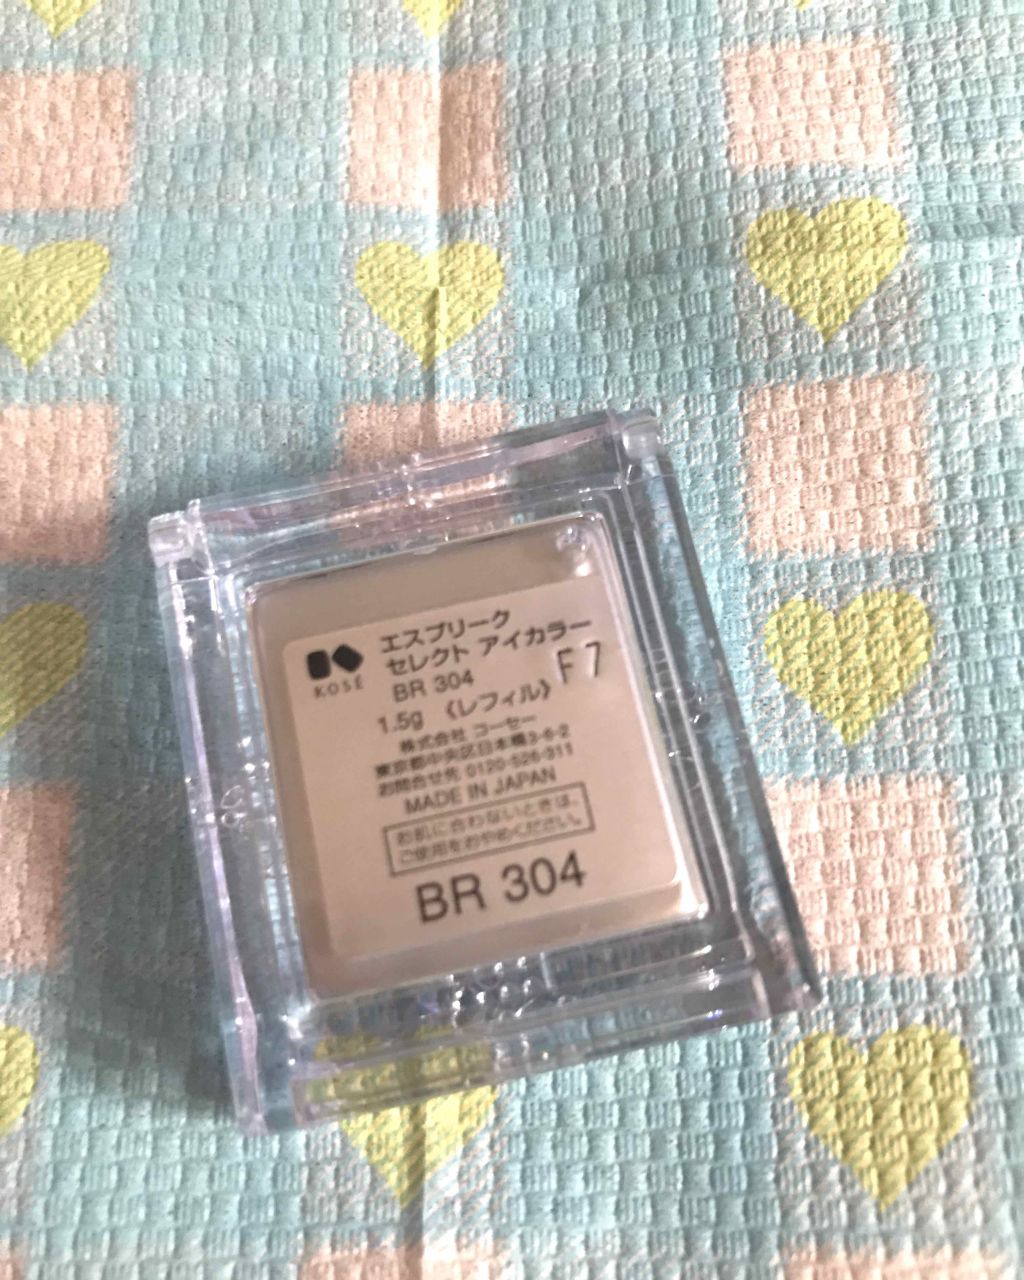 KOSÉ
エスプリーク
セレクト アイカラー
BR 304
F7
1.5g 《レフィル》
株式会社 コーセー
東京都中央区日本橋3-6-2
お問合せ先 0120-526-311
MADE IN JAPAN
お肌に合わないときは、
ご使用をおやめください。
BR 304